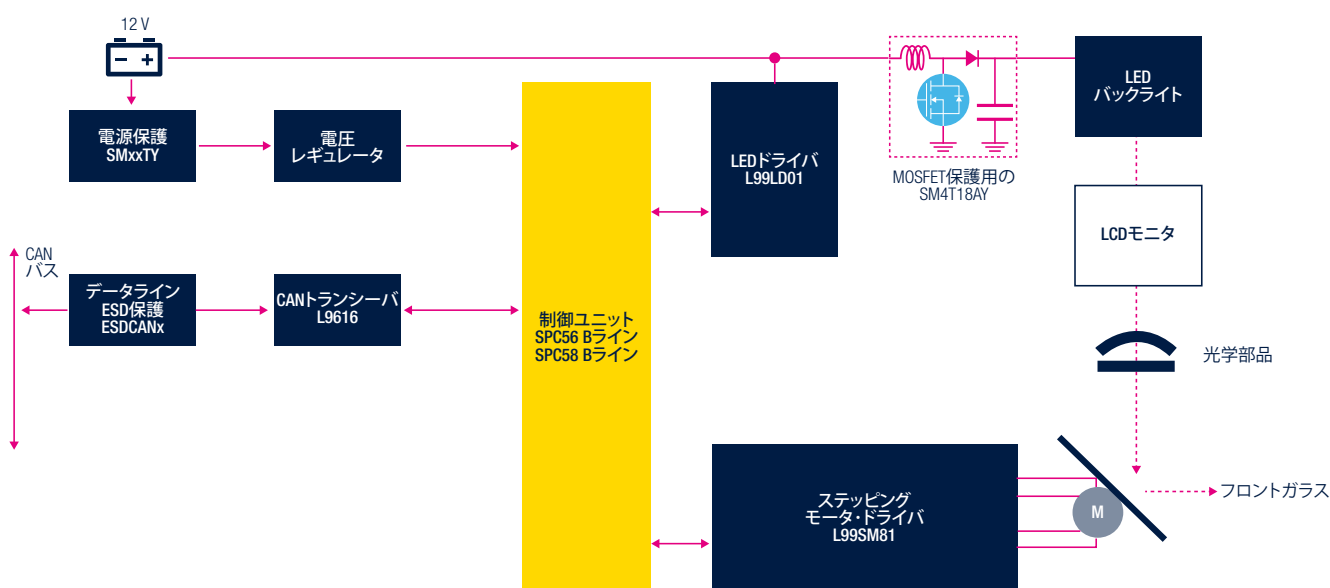 12 V
電源保護
SMxxTY
電圧
レギュレータ
LEDドライバ
L99LD01
MOSFET保護用の
SM4T18AY
LED
バックライト
LCDモニタ
CAN
バス
データライン
ESD保護
ESDCANx
CANトランシーバ
L9616
制御ユニット
SPC56 Bライン
SPC58 Bライン
光学部品
ステッピング
モータ・ドライバ
L99SM81
M
フロントガラス